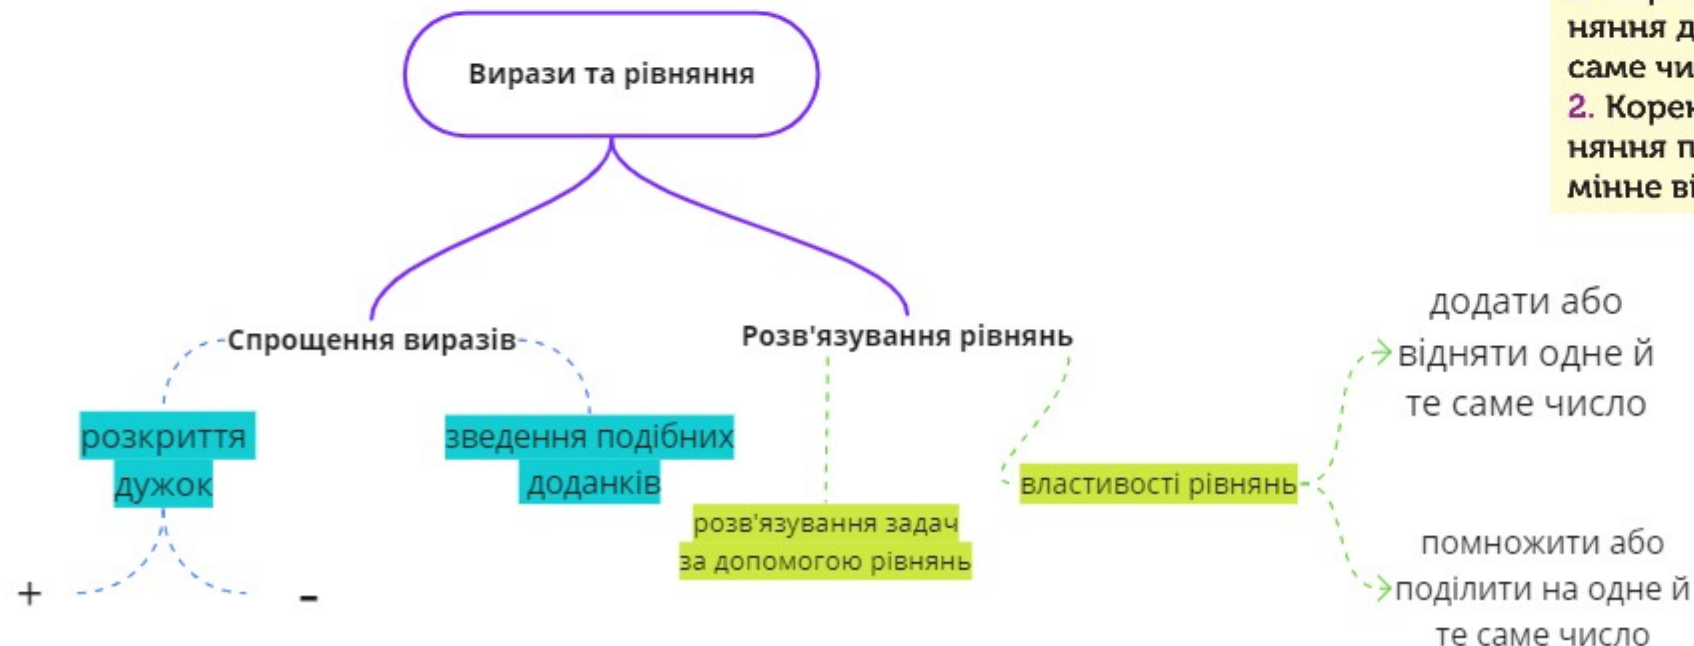 няння д
саме чи
2. Корен
няння п
мінне ві
Вирази та рівняння
Спрощення виразів
Розв'язування рівнянь
розкриття
дужок
+
-
зведення подібних
доданків
розв'язування задач
за допомогою рівнянь
властивості рівнянь
додати або
відняти одне й
те саме число
помножити або
поділити на одне й
те саме число